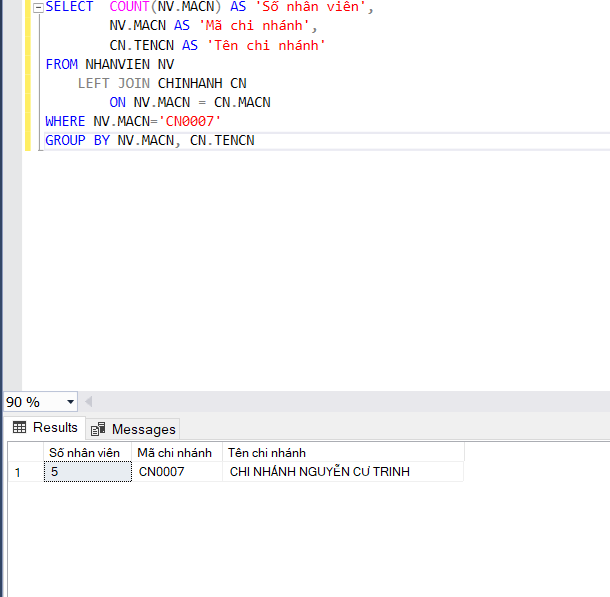 SELECT  COUNT(NV.MACN) AS 'Số nhân viên',
NV.MACN AS 'Mã chi nhánh',
CN.TENCN AS 'Tên chi nhánh'
FROM NHANVIEN NV
LEFT JOIN CHINHANH CN
ON NV.MACN = CN.MACN
WHERE NV.MACN='CN0007'
GROUP BY NV.MACN, CN.TENCN
90 %
Results Messages
Số nhân viên Mã chi nhánh Tên chi nhánh
1 5 CN0007 CHI NHÁNH NGUYỄN CƯ TRINH